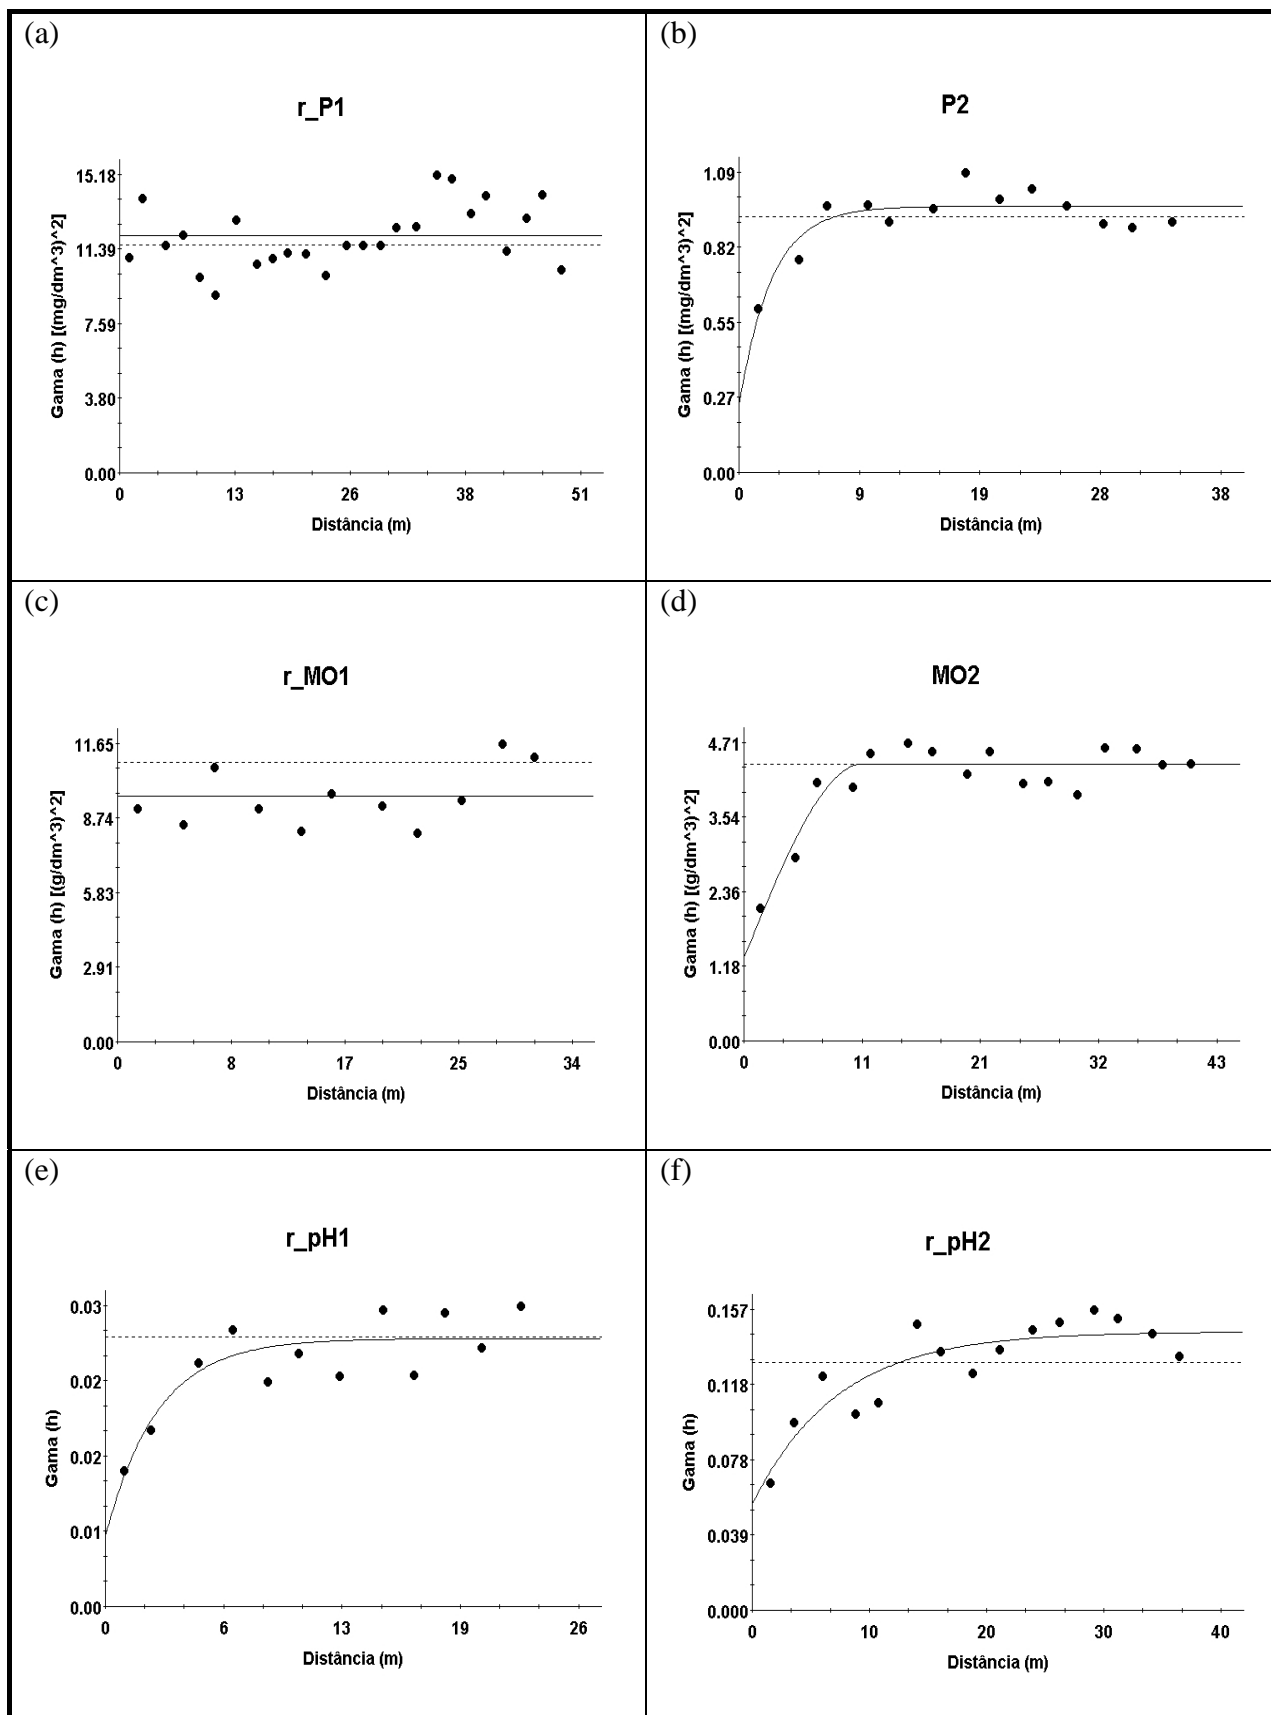 (a)
r_P1
Gama (h) [(mg/dm^3)^2]
15.18
11.39
7.59
3.80
0.00
0 13 26 38 51
Distância (m)
(b)
P2
Gama (h) [(mg/dm^3)^2]
1.09
0.82
0.55
0.27
0.00
0 9 19 28 38
Distância (m)
(c)
r_MO1
Gama (h) [(g/dm^3)^2]
11.65
8.74
5.83
2.91
0.00
0 8 17 25 34
Distância (m)
(d)
MO2
Gama (h) [(g/dm^3)^2]
4.71
3.54
2.36
1.18
0.00
0 11 21 32 43
Distância (m)
(e)
r_pH1
Gama (h)
0.03
0.02
0.02
0.01
0.00
0 6 13 19 26
Distância (m)
(f)
r_pH2
Gama (h)
0.157
0.118
0.078
0.039
0.000
0 10 20 30 40
Distância (m)